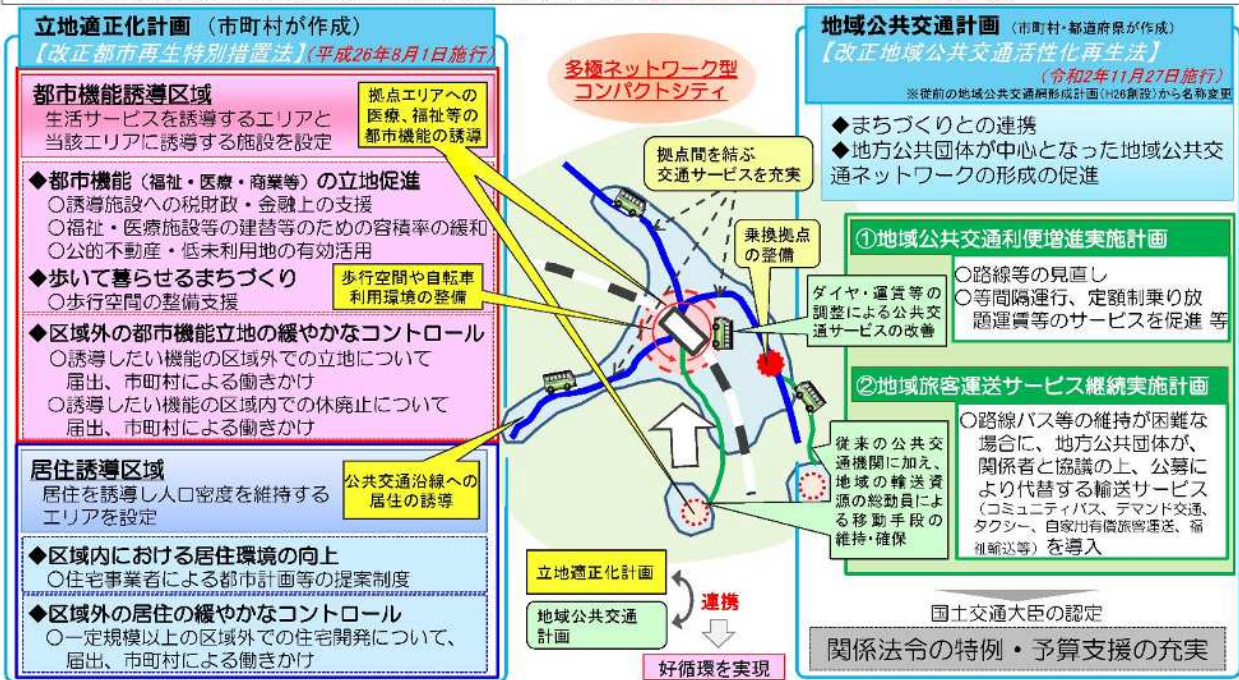 立地適正化計画 (市町村が作成)
【改正都市再生特別措置法】(平成26年8月1日施行)
都市機能誘導区域
生活サービスを誘導するエリアと
当該エリアに誘導する施設を設定
◆都市機能(福祉・医療・商業等)の立地促進
○誘導施設への税財政・金融上の支援
○福祉・医療施設等の建替等のための容積率の緩和
○公的不動産・低未利用地の有効活用
◆歩いて暮らせるまちづくり
○歩行空間の整備支援
◆区域外の都市機能立地の緩やかなコントロール
○誘導したい機能の区域外での立地について
届出、市町村による働きかけ
○誘導したい機能の区域内での休廃止について
届出、市町村による働きかけ
居住誘導区域
居住を誘導し人口密度を維持する
エリアを設定
◆区域内における居住環境の向上
○住宅事業者による都市計画等の提案制度
◆区域外の居住の緩やかなコントロール
○一定規模以上の区域外での住宅開発について、
届出、市町村による働きかけ
拠点エリアへの
医療、福祉等の
都市機能の誘導
歩行空間や自転車
利用環境の整備
公共交通沿線への
居住の誘導
多極ネットワーク型
コンパクトシティ
拠点間を結ぶ
交通サービスを充実
乗換拠点
の整備
ダイヤ・運賃等の
調整による公共交
通サービスの改善
従来の公共交
通機関に加え、
地域の輸送資
源の総動員によ
る移動手段の
維持・確保
立地適正化計画
地域公共交通
計画
連携
好循環を実現
地域公共交通計画 (市町村・都道府県が作成)
【改正地域公共交通活性化再生法】
(令和2年11月27日施行)
※従前の地域公共交通網形成計画(H26創設)から名称変更
◆まちづくりとの連携
◆地方公共団体が中心となった地域公共交
通ネットワークの形成の促進
①地域公共交通利便増進実施計画
○路線等の見直し
○等間隔運行、定額制乗り放
題運賃等のサービスを促進 等
②地域旅客運送サービス継続実施計画
○路線バス等の維持が困難な
場合に、地方公共団体が、
関係者と協議の上、公募に
より代替する輸送サービス
(コミュニティバス、デマンド交通、
タクシー、自家用有償旅客運送、福
祉輸送等)を導入
国土交通大臣の認定
関係法令の特例・予算支援の充実